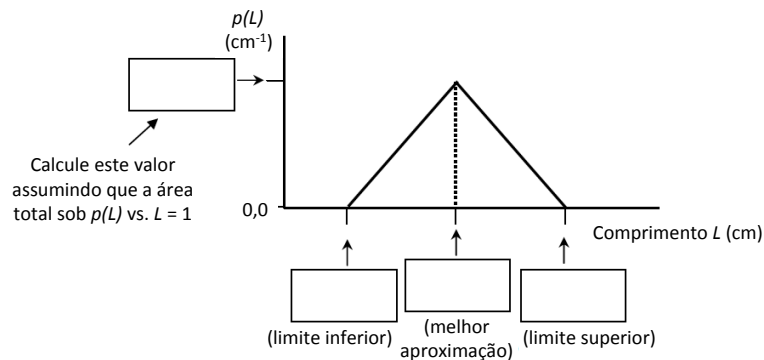 p(L)
(cm⁻¹)
Calcule este valor
assumindo que a área
total sob p(L) vs. L = 1
0,0
Comprimento L (cm)
(limite inferior)
(melhor
aproximação)
(limite superior)